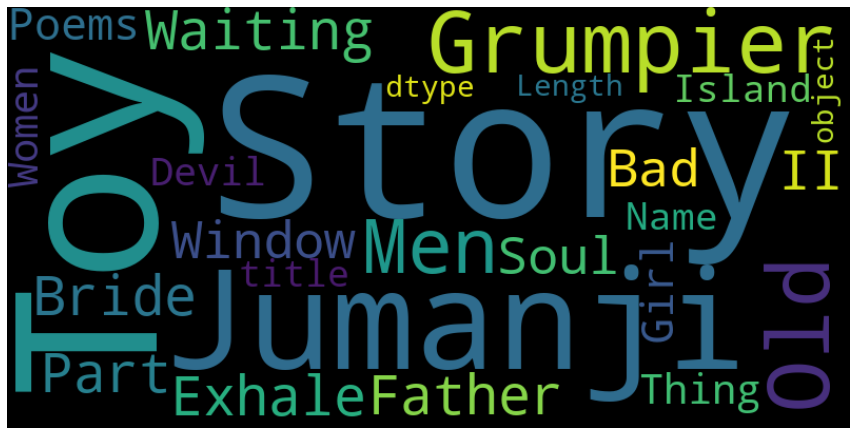 Poems
Waiting
Grumpier
Women
Toy
Story
dtype
Length
Island
object
Devil
Bad
II
Window
Men
Soul
Name
title
Bride
Jumanji
Girl
Old
Part
Exhale
Father
Thing